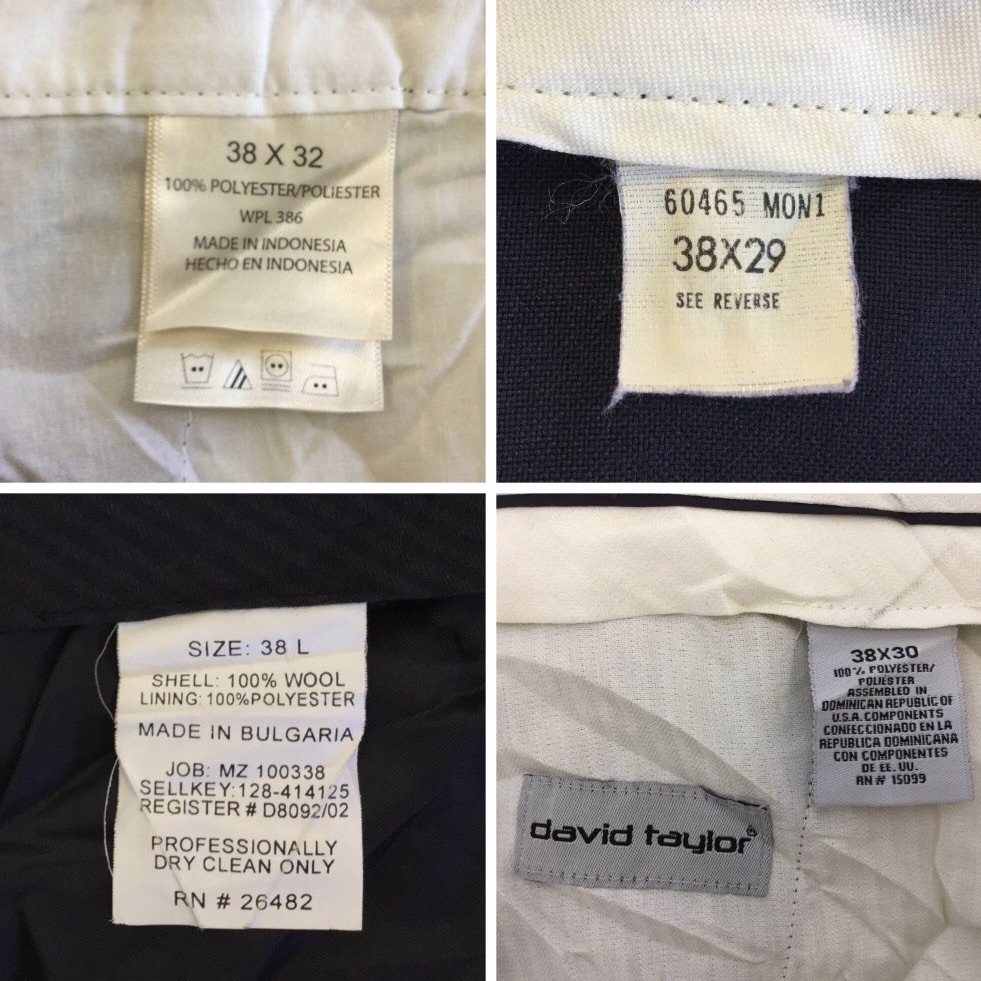 38 X 32
100% POLYESTER/POLIESTER
WPL 386
MADE IN INDONESIA
HECHO EN INDONESIA
60465 MON1
38X29
SEE REVERSE
SIZE: 38 L
SHELL: 100% WOOL
LINING: 100%POLYESTER
MADE IN BULGARIA
JOB: MZ 100338
SELLKEY:128-414125
REGISTER # D8092/02
PROFESSIONALLY
DRY CLEAN ONLY
RN # 26482
38X30
100% POLYESTER/
POLIÉSTER
ASSEMBLED IN
DOMINICAN REPUBLIC OF
U.S.A. COMPONENTS
CONFECCIONADO EN LA
REPUBLICA DOMINICANA
CON COMPONENTES
DE EE. UU.
RN # 15099
david taylor®